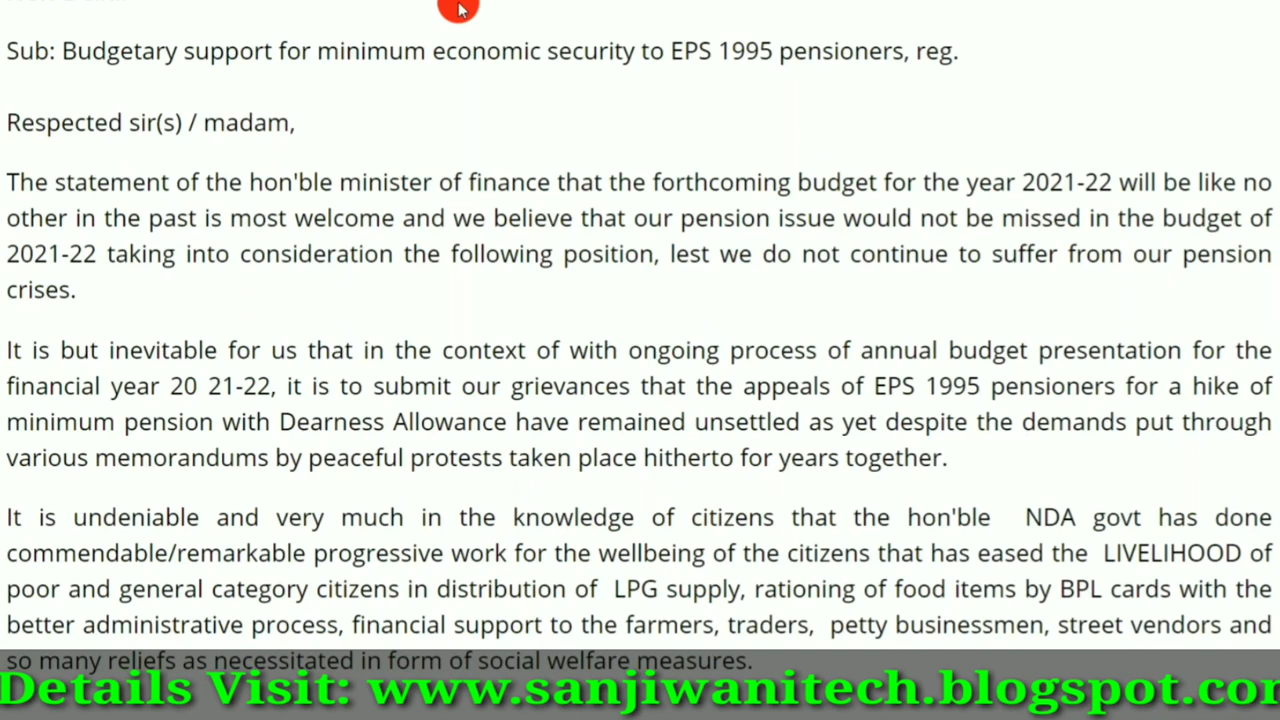 Sub: Budgetary support for minimum economic security to EPS 1995 pensioners, reg.
Respected sir(s) / madam,
The statement of the hon'ble minister of finance that the forthcoming budget for the year 2021-22 will be like no
other in the past is most welcome and we believe that our pension issue would not be missed in the budget of
2021-22 taking into consideration the following position, lest we do not continue to suffer from our pension
crises.
It is but inevitable for us that in the context of with ongoing process of annual budget presentation for the
financial year 20 21-22, it is to submit our grievances that the appeals of EPS 1995 pensioners for a hike of
minimum pension with Dearness Allowance have remained unsettled as yet despite the demands put through
various memorandums by peaceful protests taken place hitherto for years together.
It is undeniable and very much in the knowledge of citizens that the hon'ble NDA govt has done
commendable/remarkable progressive work for the wellbeing of the citizens that has eased the LIVELIHOOD of
poor and general category citizens in distribution of LPG supply, rationing of food items by BPL cards with the
better administrative process, financial support to the farmers, traders, petty businessmen, street vendors and
so many reliefs as necessitated in form of social welfare measures.
Details Visit: www.sanjiwanitech.blogspot.com